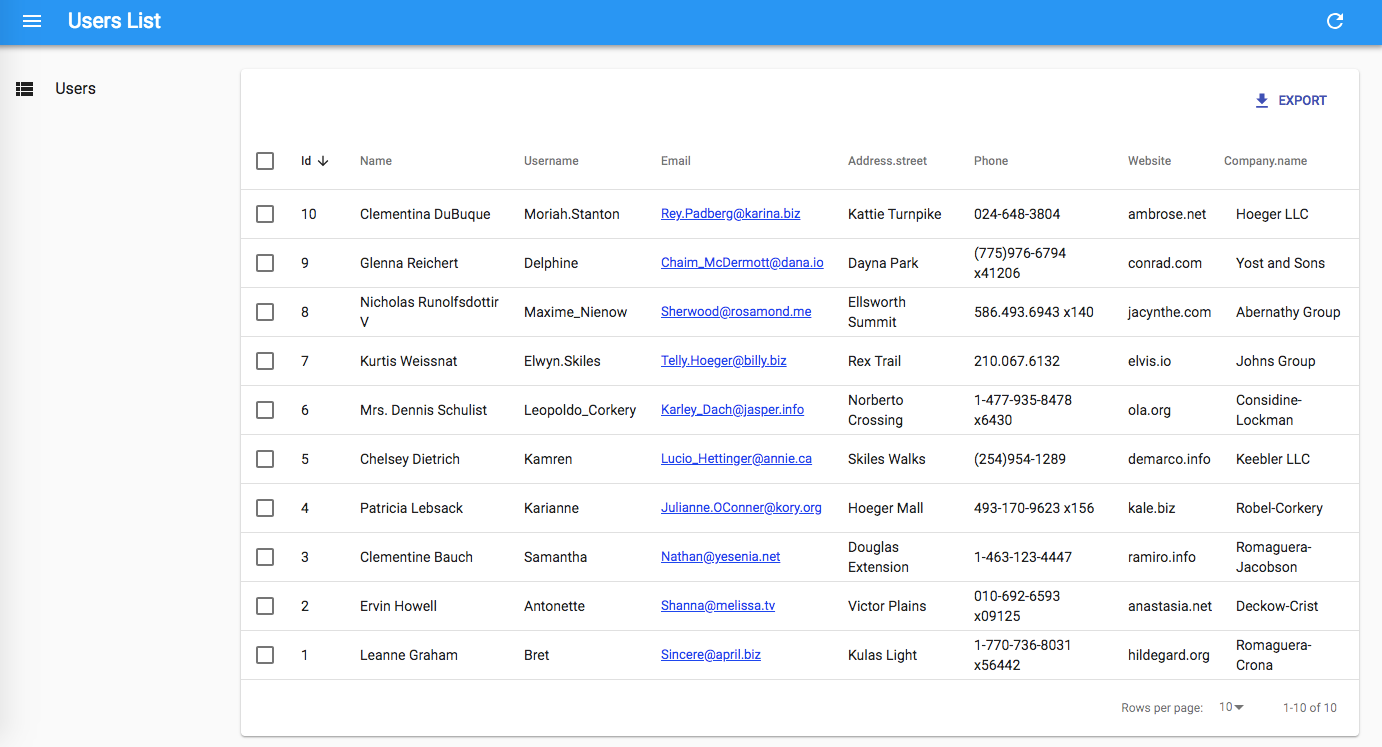 Users List
Users
EXPORT
Id Name Username Email Address.street Phone Website Company.name
10 Clementina DuBuque Moriah.Stanton Rey.Padberg@karina.biz Kattie Turnpike 024-648-3804 ambrose.net Hoeger LLC
9 Glenna Reichert Delphine Chaim_McDermott@dana.io Dayna Park (775)976-6794 x41206 conrad.com Yost and Sons
8 Nicholas Runolfsdottir V Maxime_Nienow Sherwood@rosamond.me Ellsworth Summit 586.493.6943 x140 jacynthe.com Abernathy Group
7 Kurtis Weissnat Elwyn.Skiles Telly.Hoeger@billy.biz Rex Trail 210.067.6132 elvis.io Johns Group
6 Mrs. Dennis Schulist Leopoldo_Corkery Karley_Dach@jasper.info Norberto Crossing 1-477-935-8478 x6430 ola.org Considine-Lockman
5 Chelsey Dietrich Kamren Lucio_Hettinger@annie.ca Skiles Walks (254)954-1289 demarco.info Keebler LLC
4 Patricia Lebsack Karianne Julianne.OConner@kory.org Hoeger Mall 493-170-9623 x156 kale.biz Robel-Corkery
3 Clementine Bauch Samantha Nathan@yesenia.net Douglas Extension 1-463-123-4447 ramiro.info Romaguera-Jacobson
2 Ervin Howell Antonette Shanna@melissa.tv Victor Plains 010-692-6593 x09125 anastasia.net Deckow-Crist
1 Leanne Graham Bret Sincere@april.biz Kulas Light 1-770-736-8031 x56442 hildegard.org Romaguera-Crona
Rows per page: 10 1-10 of 10